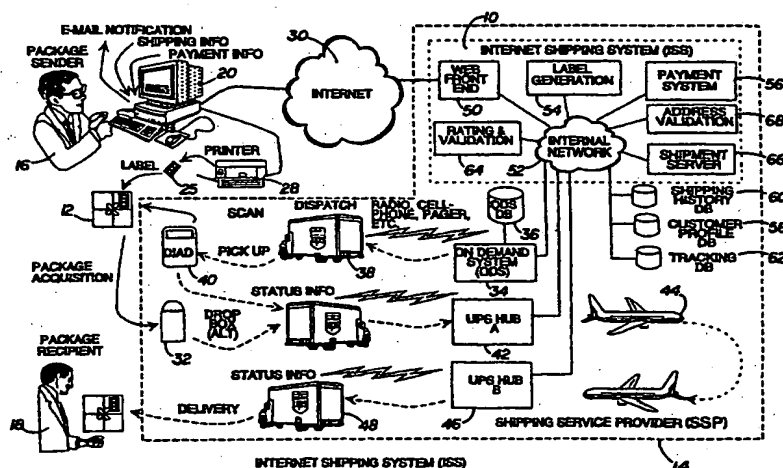 E-MAIL NOTIFICATION
SHIPPING INFO
PAYMENT INFO
PACKAGE
SENDER
20
16
30
INTERNET
10
INTERNET SHIPPING SYSTEM (ISS)
WEB
FRONT
END
50
LABEL
GENERATION
54
PAYMENT
SYSTEM
56
ADDRESS
VALIDATION
68
RATING &
VALIDATION
64
INTERNAL
NETWORK
52
SHIPMENT
SERVER
66
PRINTER
LABEL
25
28
12
SCAN
DISPATCH
RADIO, CELL-
PHONE, PAGER,
ETC.
ODS
DB
36
SHIPPING
HISTORY
DB
60
CUSTOMER
PROFILE
DB
58
TRACKING
DB
62
DIAD
40
PICK UP
38
ON DEMAND
SYSTEM (ODS)
34
PACKAGE
ACQUISITION
STATUS INFO
DROP
BOX
(ALT)
32
UPS HUB
A
42
44
PACKAGE
RECIPIENT
18
STATUS INFO
DELIVERY
48
UPS HUB
B
46
SHIPPING SERVICE PROVIDER (SSP)
14
INTERNET SHIPPING SYSTEM (ISS)